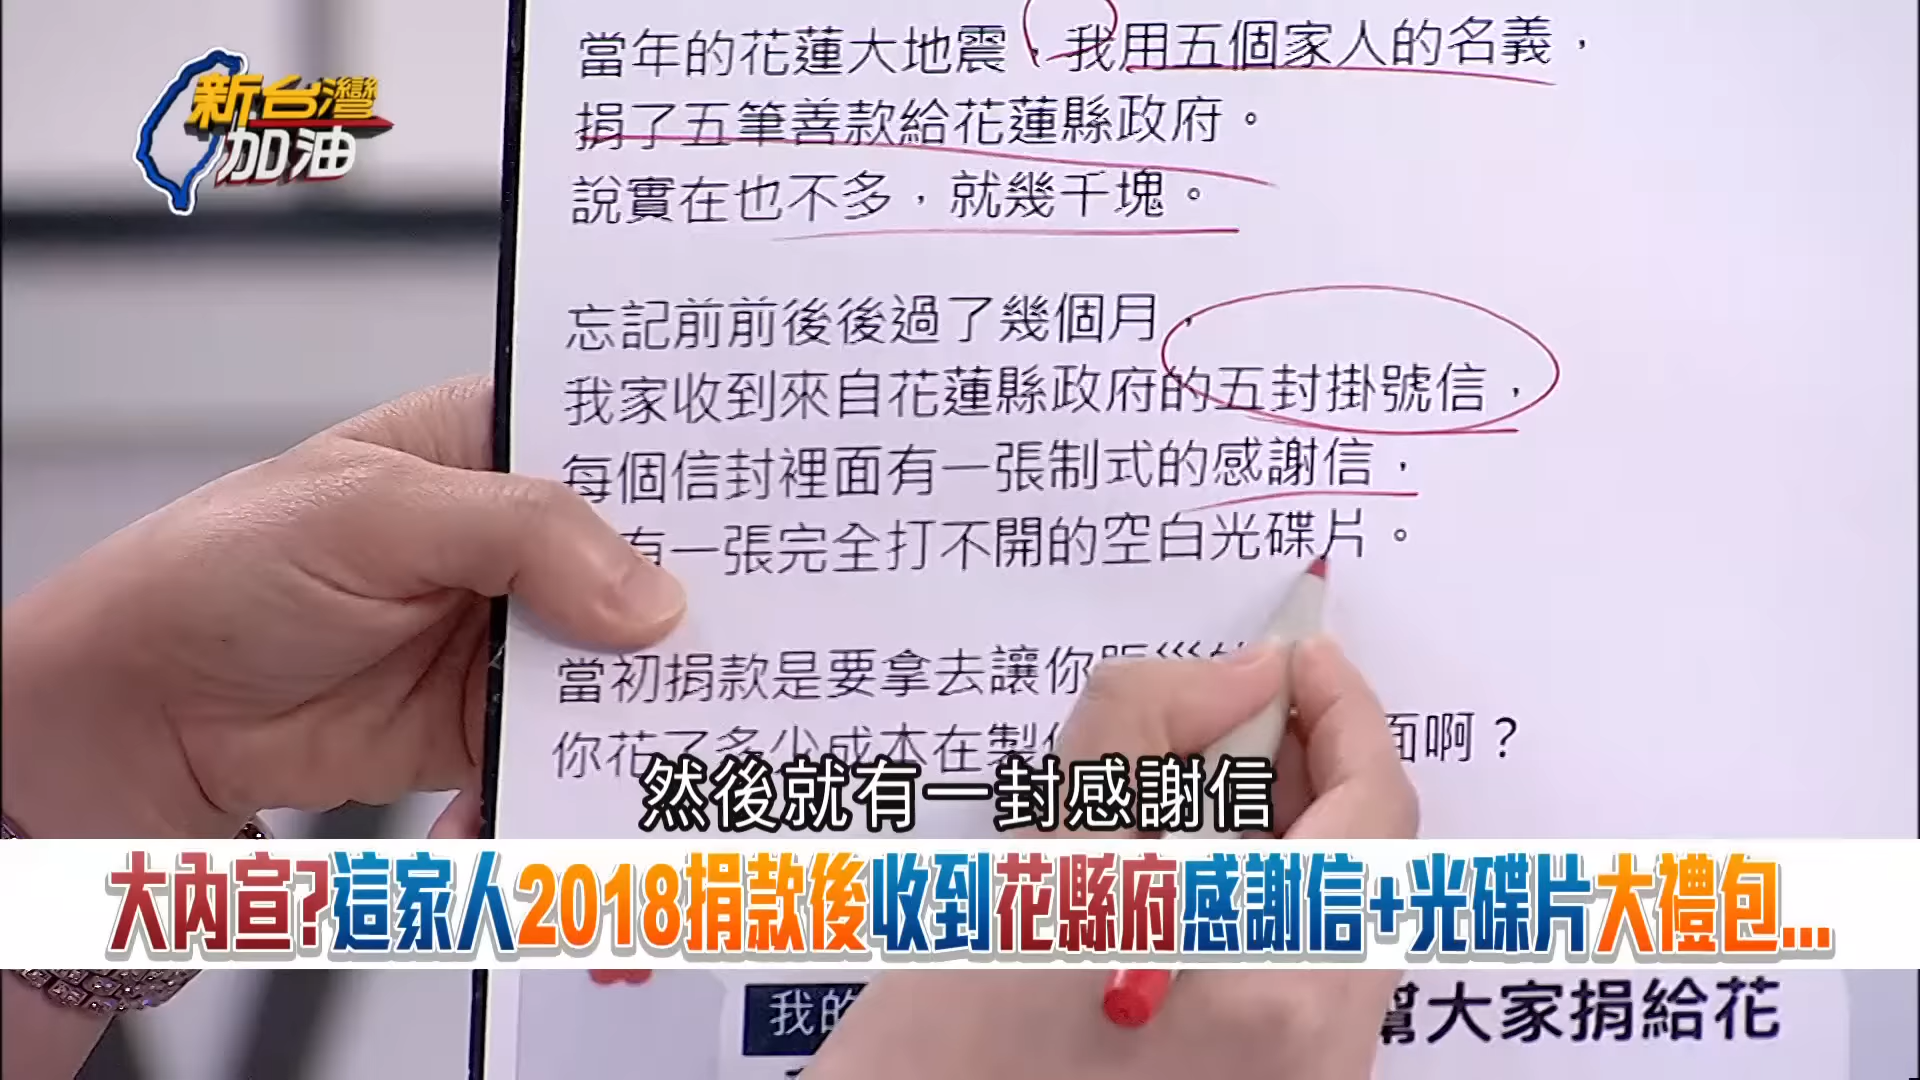 新台灣
加油
當年的花蓮大地震，我用五個家人的名義，
捐了五筆善款給花蓮縣政府。
說實在也不多，就幾千塊。
忘記前前後後過了幾個月，
我家收到來自花蓮縣政府的五封掛號信，
每個信封裡面有一張制式的感謝信，
有一張完全打不開的空白光碟片。
當初捐款是要拿去讓你賑災
你花了多少成本在製 面啊？
然後就有一封感謝信
大內宣?這家人2018捐款後收到花縣府感謝信+光碟片大禮包...
我的 幫大家捐給花